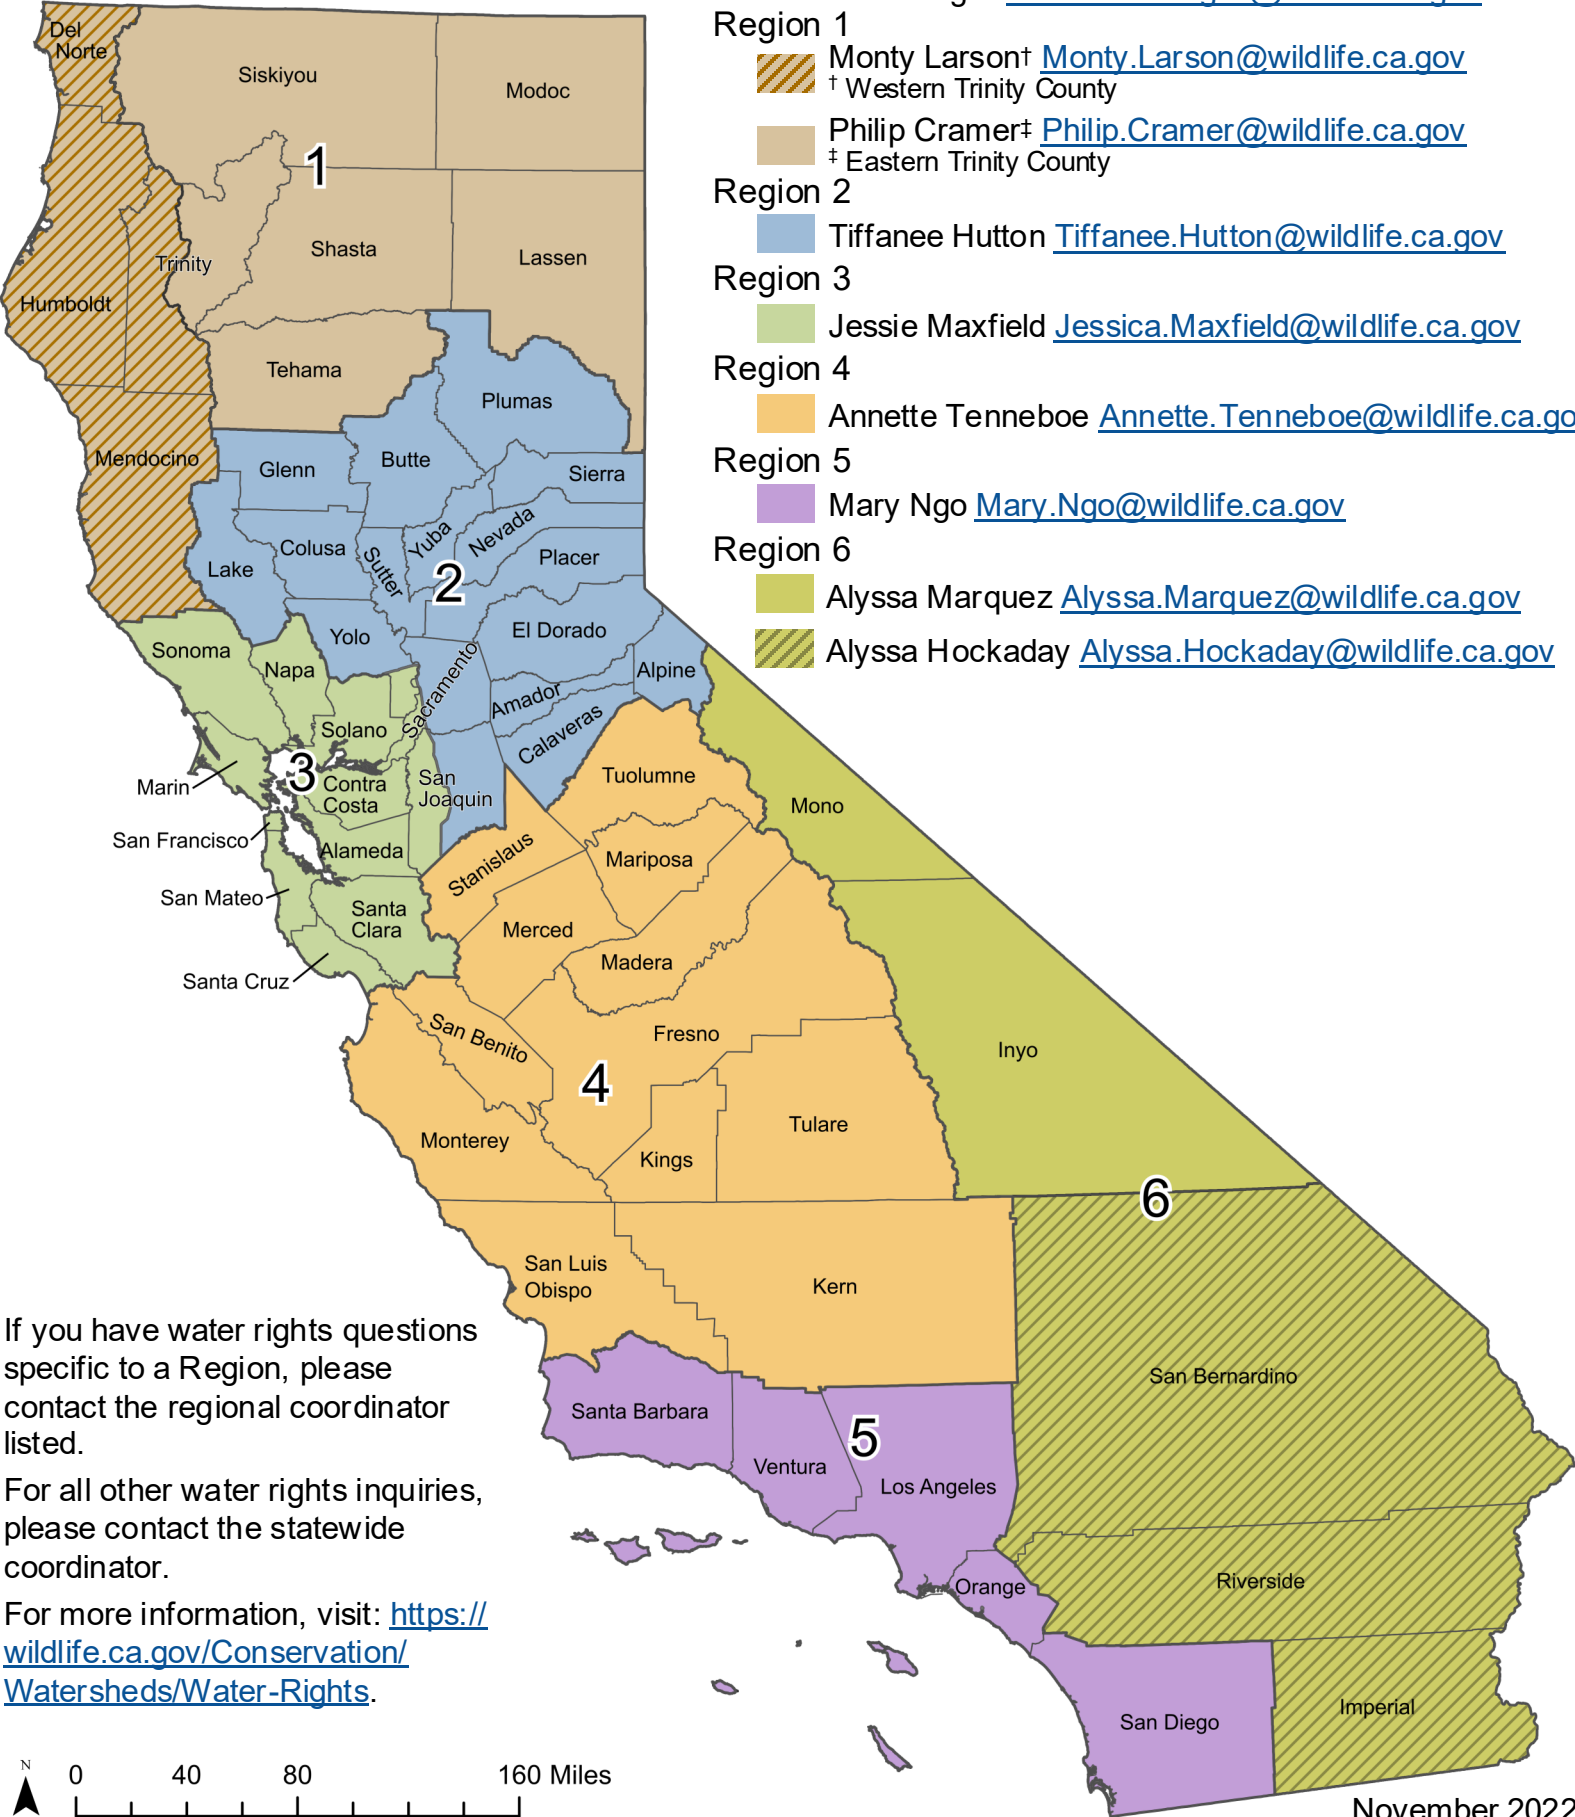 Region 1
Monty Larson† Monty.Larson@wildlife.ca.gov
† Western Trinity County
Philip Cramer‡ Philip.Cramer@wildlife.ca.gov
‡ Eastern Trinity County
Region 2
Tiffanee Hutton Tiffanee.Hutton@wildlife.ca.gov
Region 3
Jessie Maxfield Jessica.Maxfield@wildlife.ca.gov
Region 4
Annette Tenneboe Annette.Tenneboe@wildlife.ca.go
Region 5
Mary Ngo Mary.Ngo@wildlife.ca.gov
Region 6
Alyssa Marquez Alyssa.Marquez@wildlife.ca.gov
Alyssa Hockaday Alyssa.Hockaday@wildlife.ca.gov
Del
Norte
Siskiyou
Modoc
1
Shasta
Lassen
Trinity
Humboldt
Tehama
Plumas
Mendocino
Glenn
Butte
Sierra
Colusa
Sutter
Yuba
Nevada
Placer
Lake
2
Yolo
El Dorado
Sonoma
Napa
Sacramento
Alpine
Amador
Solano
Calaveras
3
Marin
Contra
Costa
San
Joaquin
Tuolumne
Mono
San Francisco
Alameda
Stanislaus
Mariposa
San Mateo
Santa
Clara
Merced
Madera
Santa Cruz
San Benito
Fresno
Inyo
4
Monterey
Kings
Tulare
6
San Luis
Obispo
Kern
San Bernardino
Santa Barbara
5
Ventura
Los Angeles
Orange
Riverside
San Diego
Imperial
If you have water rights questions
specific to a Region, please
contact the regional coordinator
listed.
For all other water rights inquiries,
please contact the statewide
coordinator.
For more information, visit: https://
wildlife.ca.gov/Conservation/
Watersheds/Water-Rights.
N
0 40 80 160 Miles
November 2022